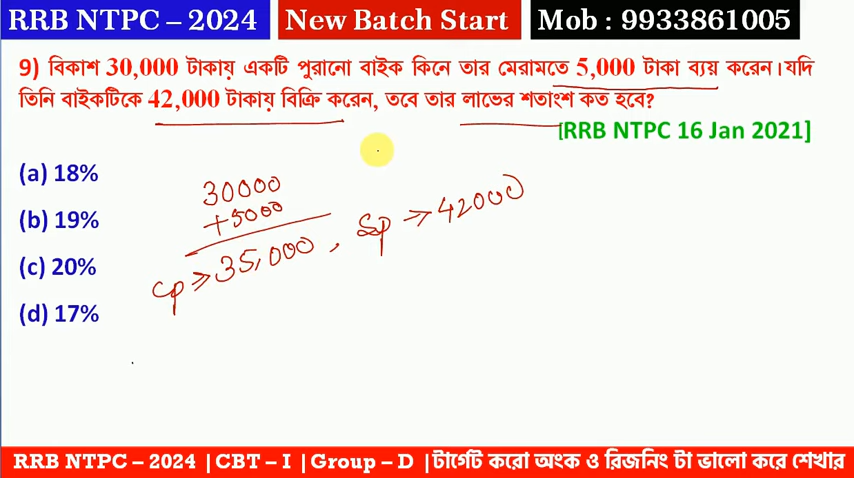 RRB NTPC – 2024 New Batch Start Mob : 9933861005
9) বিকাশ 30,000 টাকায় একটি পুরানো বাইক কিনে তার মেরামতে 5,000 টাকা ব্যয় করেন। যদি
তিনি বাইকটিকে 42,000 টাকায় বিক্রি করেন, তবে তার লাভের শতাংশ কত হবে?
[RRB NTPC 16 Jan 2021]
(a) 18%
(b) 19%
(c) 20%
(d) 17%
30000
+5000
CP ⇒ 35,000, SP ⇒ 42000
RRB NTPC – 2024 |CBT – I |Group – D |টার্গেট করো অংক ও রিজনিং টা ভালো করে শেখার